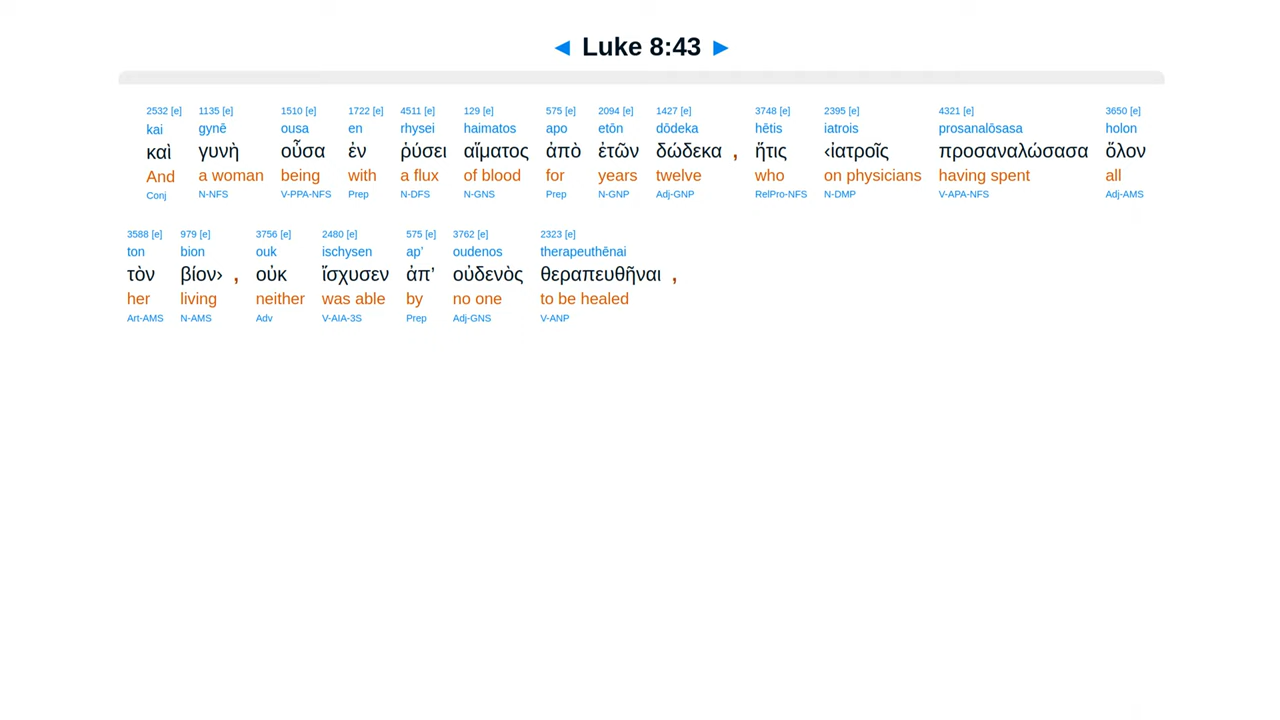 ◄ Luke 8:43 ►
2532 [e] 1135 [e] 1510 [e] 1722 [e] 4511 [e] 129 [e] 575 [e] 2094 [e] 1427 [e] 3748 [e] 2395 [e] 4321 [e] 3650 [e]
kai gynē ousa en rhysei haimatos apo etōn dōdeka hētis iatrois prosanalōsasa holon
καὶ γυνὴ οὖσα ἐν ῥύσει αἵματος ἀπὸ ἐτῶν δώδεκα , ἥτις ‹ἰατροῖς προσαναλώσασα ὅλον
And a woman being with a flux of blood for years twelve who on physicians having spent all
Conj N-NFS V-PPA-NFS Prep N-DFS N-GNS Prep N-GNP Adj-GNP RelPro-NFS N-DMP V-APA-NFS Adj-AMS
3588 [e] 979 [e] 3756 [e] 2480 [e] 575 [e] 3762 [e] 2323 [e]
ton bion ouk ischysen ap’ oudenos therapeuthēnai
τὸν βίον› , οὐκ ἴσχυσεν ἀπ’ οὐδενὸς θεραπευθῆναι ,
her living neither was able by no one to be healed
Art-AMS N-AMS Adv V-AIA-3S Prep Adj-GNS V-ANP